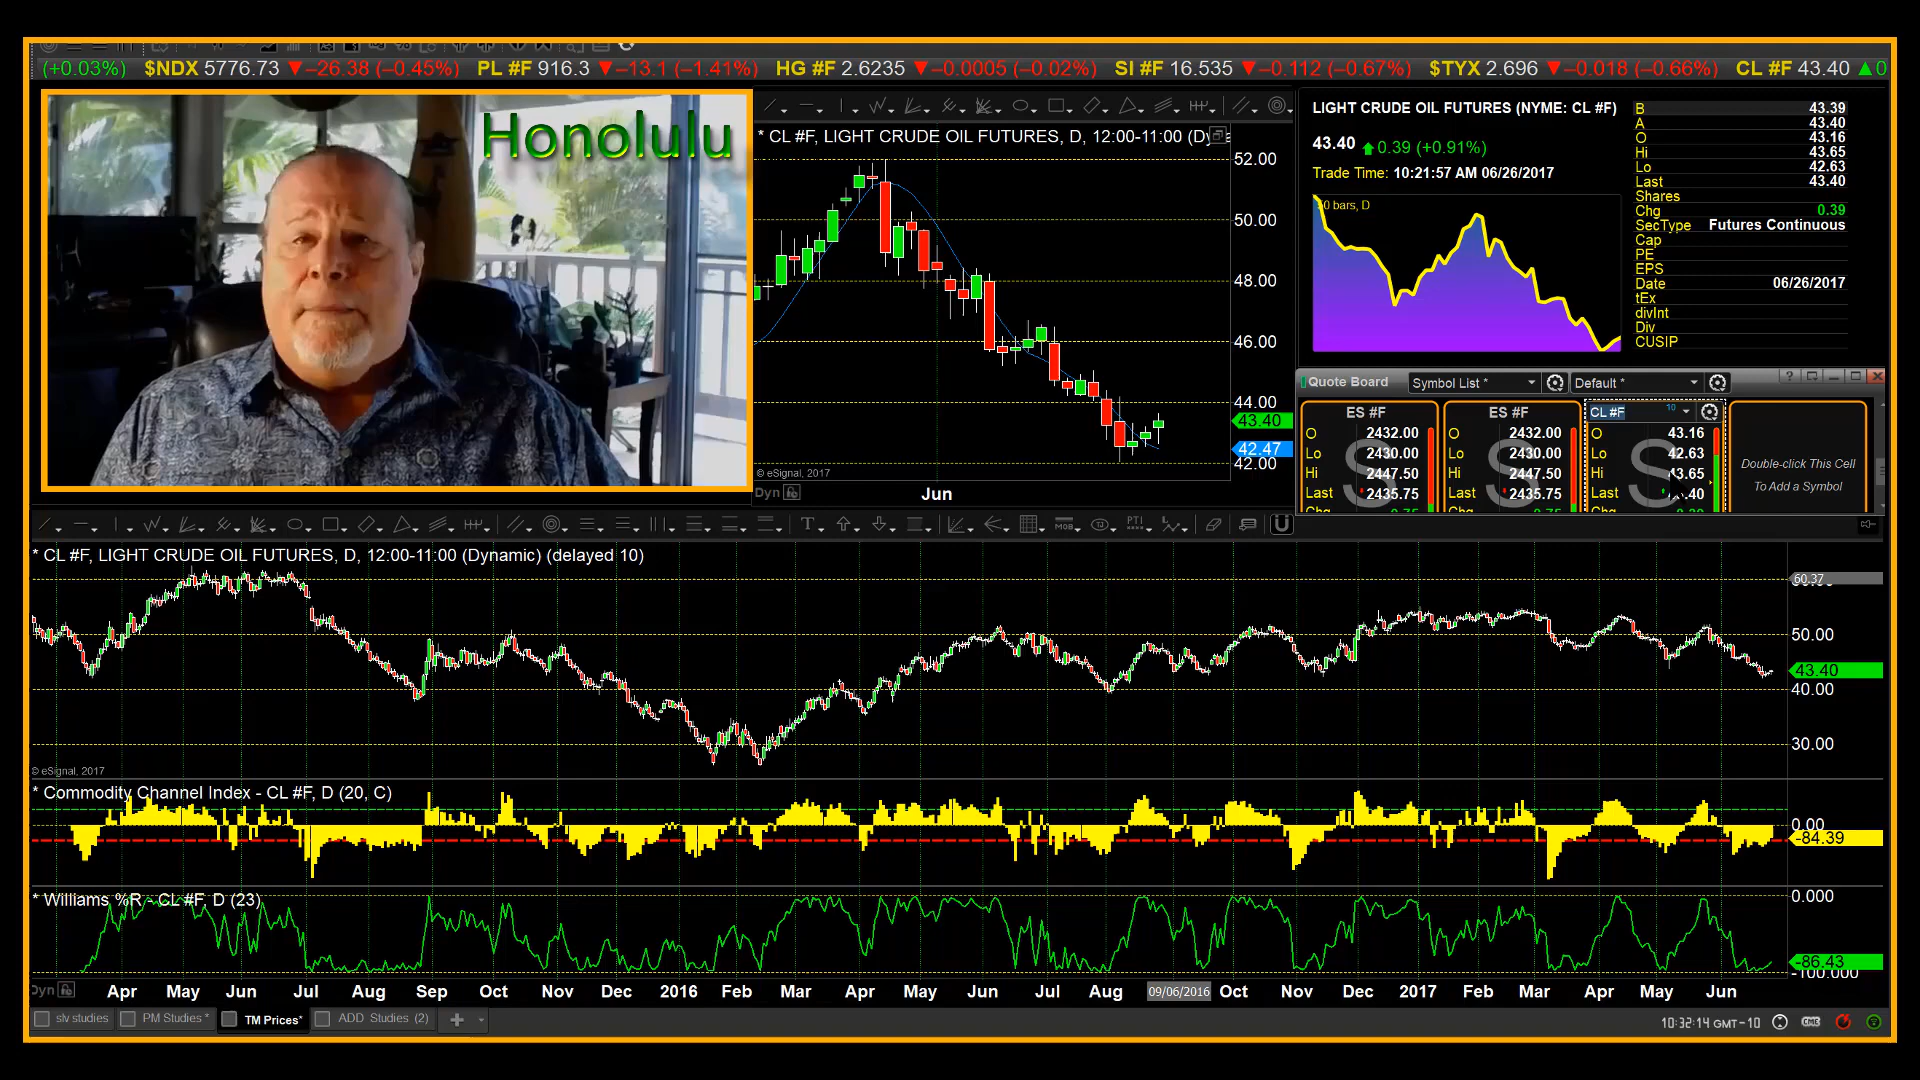 (+0.03%) $NDX 5776.73 ▼–26.38 (–0.45%) PL #F 916.3 ▼–13.1 (–1.41%) HG #F 2.6235 ▼–0.0005 (–0.02%) SI #F 16.535 ▼–0.112 (–0.67%) $TYX 2.696 ▼–0.018 (–0.66%) CL #F 43.40 ▲0
Honolulu
* CL #F, LIGHT CRUDE OIL FUTURES, D, 12:00-11:00
52.00
50.00
48.00
46.00
44.00
43.40
42.47
42.00
© eSignal, 2017
Dyn
Jun
LIGHT CRUDE OIL FUTURES (NYME: CL #F)
43.40 0.39 (+0.91%)
Trade Time: 10:21:57 AM 06/26/2017
bars, D
B 43.39
A 43.40
O 43.16
Hi 43.65
Lo 42.63
Last 43.40
Shares
Chg 0.39
SecType Futures Continuous
Cap
PE
EPS
Date 06/26/2017
tEx
divInt
Div
CUSIP
Quote Board Symbol List * Default *
ES #F
O 2432.00
Lo 2430.00
Hi 2447.50
Last 2435.75
ES #F
O 2432.00
Lo 2430.00
Hi 2447.50
Last 2435.75
CL #F 10
O 43.16
Lo 42.63
Hi 43.65
Last
Double-click This Cell
To Add a Symbol
T MOB PTI U
* CL #F, LIGHT CRUDE OIL FUTURES, D, 12:00-11:00 (Dynamic) (delayed 10)
60.37
50.00
43.40
40.00
30.00
© eSignal, 2017
* Commodity Channel Index - CL #F, D (20, C)
0.00
-84.39
* Williams %R - CL #F, D (23)
0.000
-86.43
-100.000
Dyn Apr May Jun Jul Aug Sep Oct Nov Dec 2016 Feb Mar Apr May Jun Jul Aug 09/06/2016 Oct Nov Dec 2017 Feb Mar Apr May Jun
slv studies PM Studies * TM Prices* ADD Studies (2) +
10:32:14 GMT-10 CME